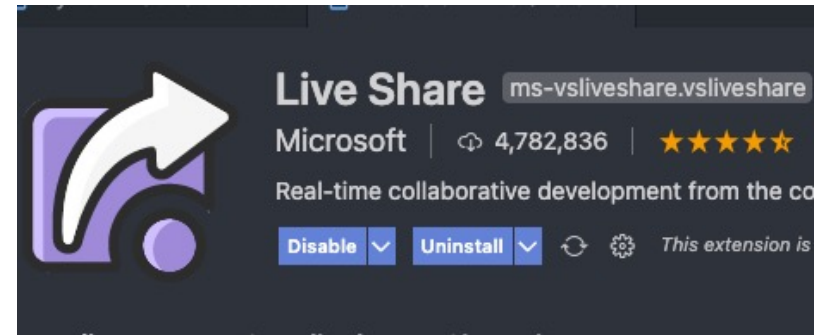 Live Share ms-vsliveshare.vsliveshare
Microsoft 4,782,836
Real-time collaborative development from the co
Disable Uninstall This extension is